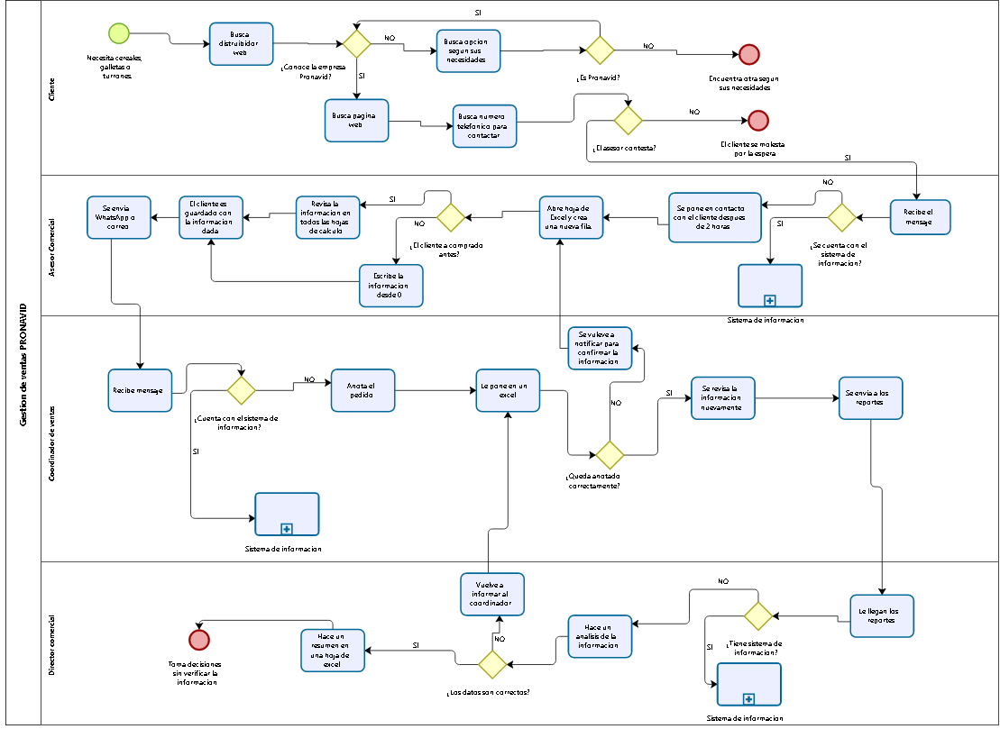 Gestion de ventas PRONAVID
Cliente
Necesita cereales,
galletas o
turrones.
Busca
distruibidor
web
¿Conoce la empresa
Pronavid?
NO
SI
Busca opcion
segun sus
necesidades
SI
¿Es Pronavid?
NO
Encuentra otra segun
sus necesidades
Busca pagina
web
Busca numero
telefonico para
contactar
¿El asesor contesta?
NO
El cliente se molesta
por la espera
SI
Asesor Comercial
Se envia
WhatsApp o
correo
El cliente es
guardado con
la informacion
dada
Revisa la
informacion en
todos las hojas
de calculo
SI
NO
¿El cliente a comprado
antes?
Escribe la
informacion
desde 0
Abre hoja de
Excel y crea
una nueva fila.
Se pone en contacto
con el cliente despues
de 2 horas
NO
SI
¿Se cuenta con el
sistema de
informacion?
Recibe el
mensaje
Sistema de informacion
Coordinador de ventas
Recibe mensaje
¿Cuenta con el sistema de
informacion?
NO
SI
Sistema de informacion
Anota el
pedido
Le pone en un
excel
Se vuleve a
notificar para
confirmar la
informacion
NO
¿Queda anotado
correctamente?
SI
Se revisa la
informacion
nuevamente
Se envia a los
reportes
Director comercial
Toma decisiones
sin verificar la
informacion
Hace un
resumen en
una hoja de
excel
SI
Vuelve a
informar al
coordinador
NO
¿Los datos son correctos?
Hace un
analisis de la
informacion
NO
SI
¿Tiene sistema de
informacion?
Le llegan los
reportes
Sistema de informacion